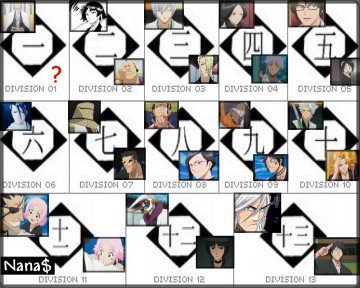 一 二 三 四 五
?
DIVISION 01 DIVISION 02 DIVISION 03 DIVISION 04 DIVISION 05
六 七 八 九 十
DIVISION 06 DIVISION 07 DIVISION 08 DIVISION 09 DIVISION 10
十一 十二 十三
Nana$
DIVISION 11 DIVISION 12 DIVISION 13